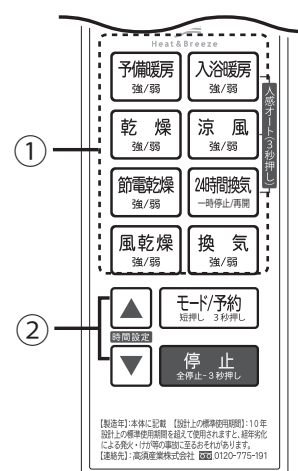 Heat&Breeze
予備暖房
強/弱
入浴暖房
強/弱
乾 燥
強/弱
涼 風
強/弱
人感オート(3秒押し)
節電乾燥
強/弱
24時間換気
一時停止/再開
風乾燥
強/弱
換 気
強/弱
①
②
▲
時間設定
▼
モード/予約
短押し 3秒押し
停 止
全停止-3秒押し
【製造年】:本体に記載 【設計上の標準使用期間】:10年
設計上の標準使用期間を超えて使用されますと、経年劣化
による発火・けが等の事故に至るおそれがあります。
【連絡先】:高須産業株式会社 0120-775-191